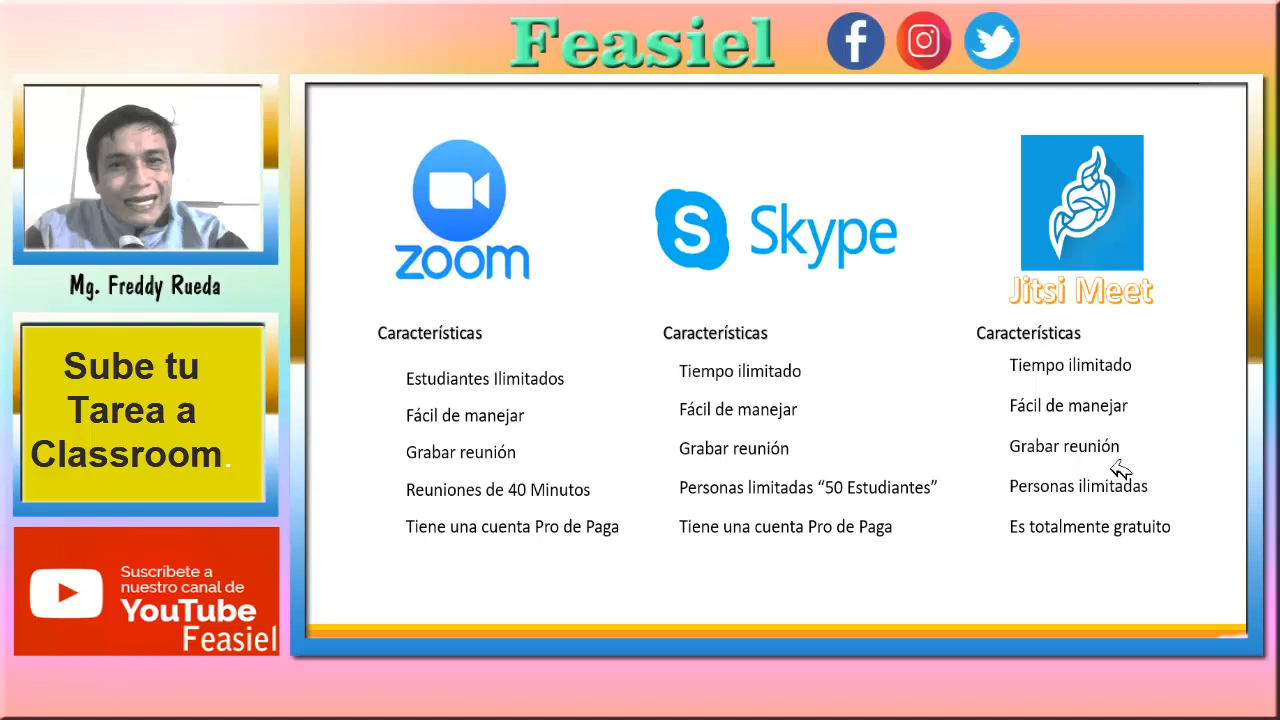 Feasiel
Mg. Freddy Rueda
Sube tu
Tarea a
Classroom.
Suscríbete a
nuestro canal de
YouTube
Feasiel
zoom
Características
Estudiantes Ilimitados
Fácil de manejar
Grabar reunión
Reuniones de 40 Minutos
Tiene una cuenta Pro de Paga
Skype
Características
Tiempo ilimitado
Fácil de manejar
Grabar reunión
Personas limitadas “50 Estudiantes”
Tiene una cuenta Pro de Paga
Jitsi Meet
Características
Tiempo ilimitado
Fácil de manejar
Grabar reunión
Personas ilimitadas
Es totalmente gratuito